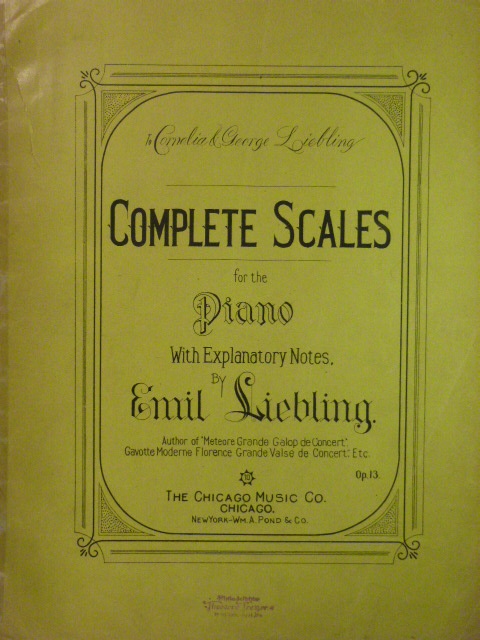 To Cornelia & George Liebling
COMPLETE SCALES
for the
Piano
With Explanatory Notes,
By
Emil Liebling.
Author of "Meteore Grande Galop de Concert."
Gavotte Moderne Florence Grande Valse de Concert." Etc.
Op. 13.
THE CHICAGO MUSIC CO.
CHICAGO.
NEW YORK-WM. A. POND & CO.